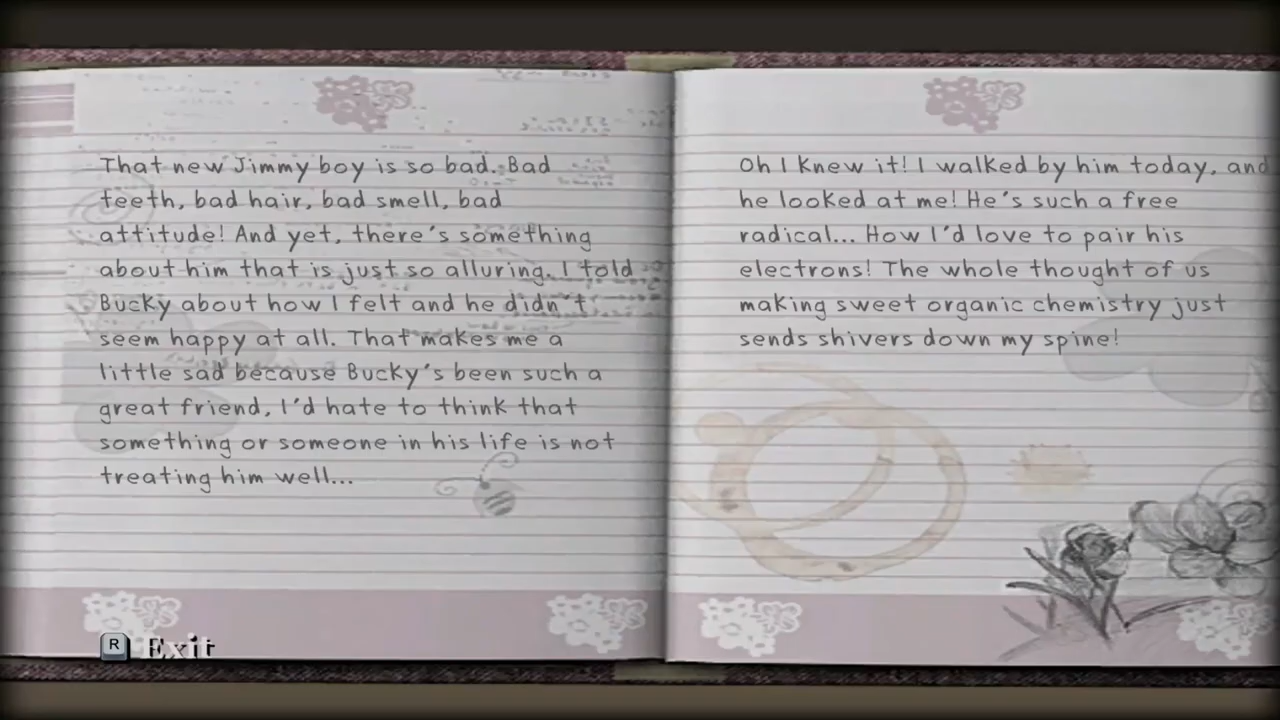 That new Jimmy boy is so bad. Bad
teeth, bad hair, bad smell, bad
attitude! And yet, there's something
about him that is just so alluring. I told
Bucky about how I felt and he didn't
seem happy at all. That makes me a
little sad because Bucky's been such a
great friend, I'd hate to think that
something or someone in his life is not
treating him well...
Oh I Knew it! I walked by him today, and
he looked at me! He's such a free
radical... How I'd love to pair his
electrons! The whole thought of us
making sweet organic chemistry just
sends shivers down my spine!
R Exit